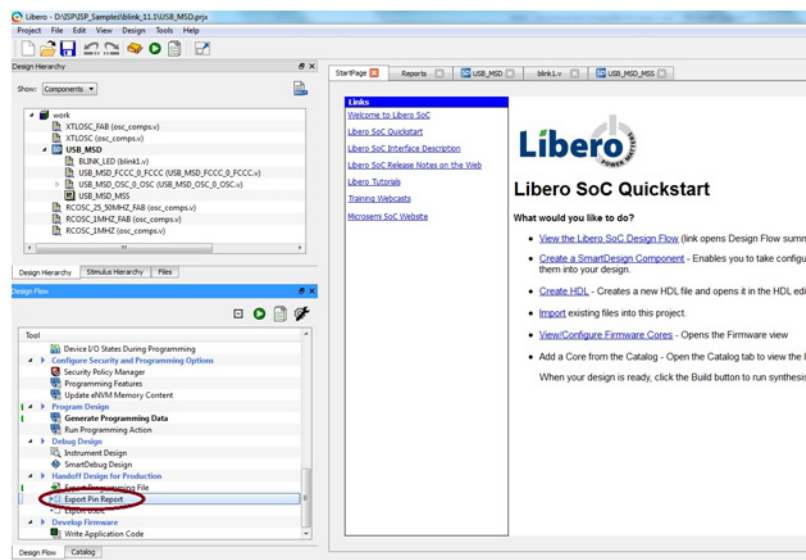 Libero - D:\ISP\ISP_Samples\blink_11.1\USB_MSD.prjx
Project File Edit View Design Tools Help
Design Hierarchy
Show: Components
work
XTLOSC_FAB (osc_comps.v)
XTLOSC (osc_comps.v)
USB_MSD
BLINK_LED (blink1.v)
USB_MSD_FCCC_0_FCCC (USB_MSD_FCCC_0_FCCC.v)
USB_MSD_OSC_0_OSC (USB_MSD_OSC_0_OSC.v)
USB_MSD_MSS
RCOSC_25_50MHZ_FAB (osc_comps.v)
RCOSC_1MHZ_FAB (osc_comps.v)
RCOSC_1MHZ (osc_comps.v)
Design Hierarchy Stimulus Hierarchy Files
Design Flow
Tool
Device I/O States During Programming
Configure Security and Programming Options
Security Policy Manager
Programming Features
Update eNVM Memory Content
Program Design
Generate Programming Data
Run Programming Action
Debug Design
Instrument Design
SmartDebug Design
Handoff Design for Production
Export Programming File
Export Pin Report
Export BSDL
Develop Firmware
Write Application Code
Design Flow Catalog
StartPage Reports USB_MSD blink1.v USB_MSD_MSS
Links
Welcome to Libero SoC
Libero SoC Quickstart
Libero SoC Interface Description
Libero SoC Release Notes on the Web
Libero Tutorials
Training Webcasts
Microsemi SoC Website
Libero
POWER MATTERS
Libero SoC Quickstart
What would you like to do?
View the Libero SoC Design Flow (link opens Design Flow summ
Create a SmartDesign Component - Enables you to take configu
them into your design.
Create HDL - Creates a new HDL file and opens it in the HDL edi
Import existing files into this project.
View/Configure Firmware Cores - Opens the Firmware view
Add a Core from the Catalog - Open the Catalog tab to view the l
When your design is ready, click the Build button to run synthesis